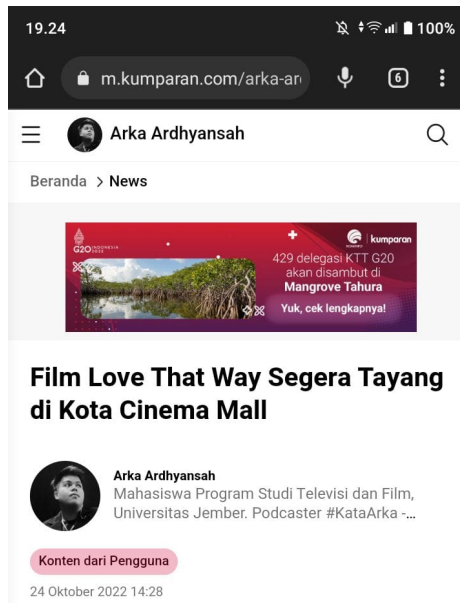 19.24
100%
m.kumparan.com/arka-ar
6
Arka Ardhyansah
Beranda > News
G20 INDONESIA
2022
kumparan
429 delegasi KTT G20
akan disambut di
Mangrove Tahura
Yuk, cek lengkapnya!
Film Love That Way Segera Tayang
di Kota Cinema Mall
Arka Ardhyansah
Mahasiswa Program Studi Televisi dan Film,
Universitas Jember. Podcaster #KataArka -...
Konten dari Pengguna
24 Oktober 2022 14:28